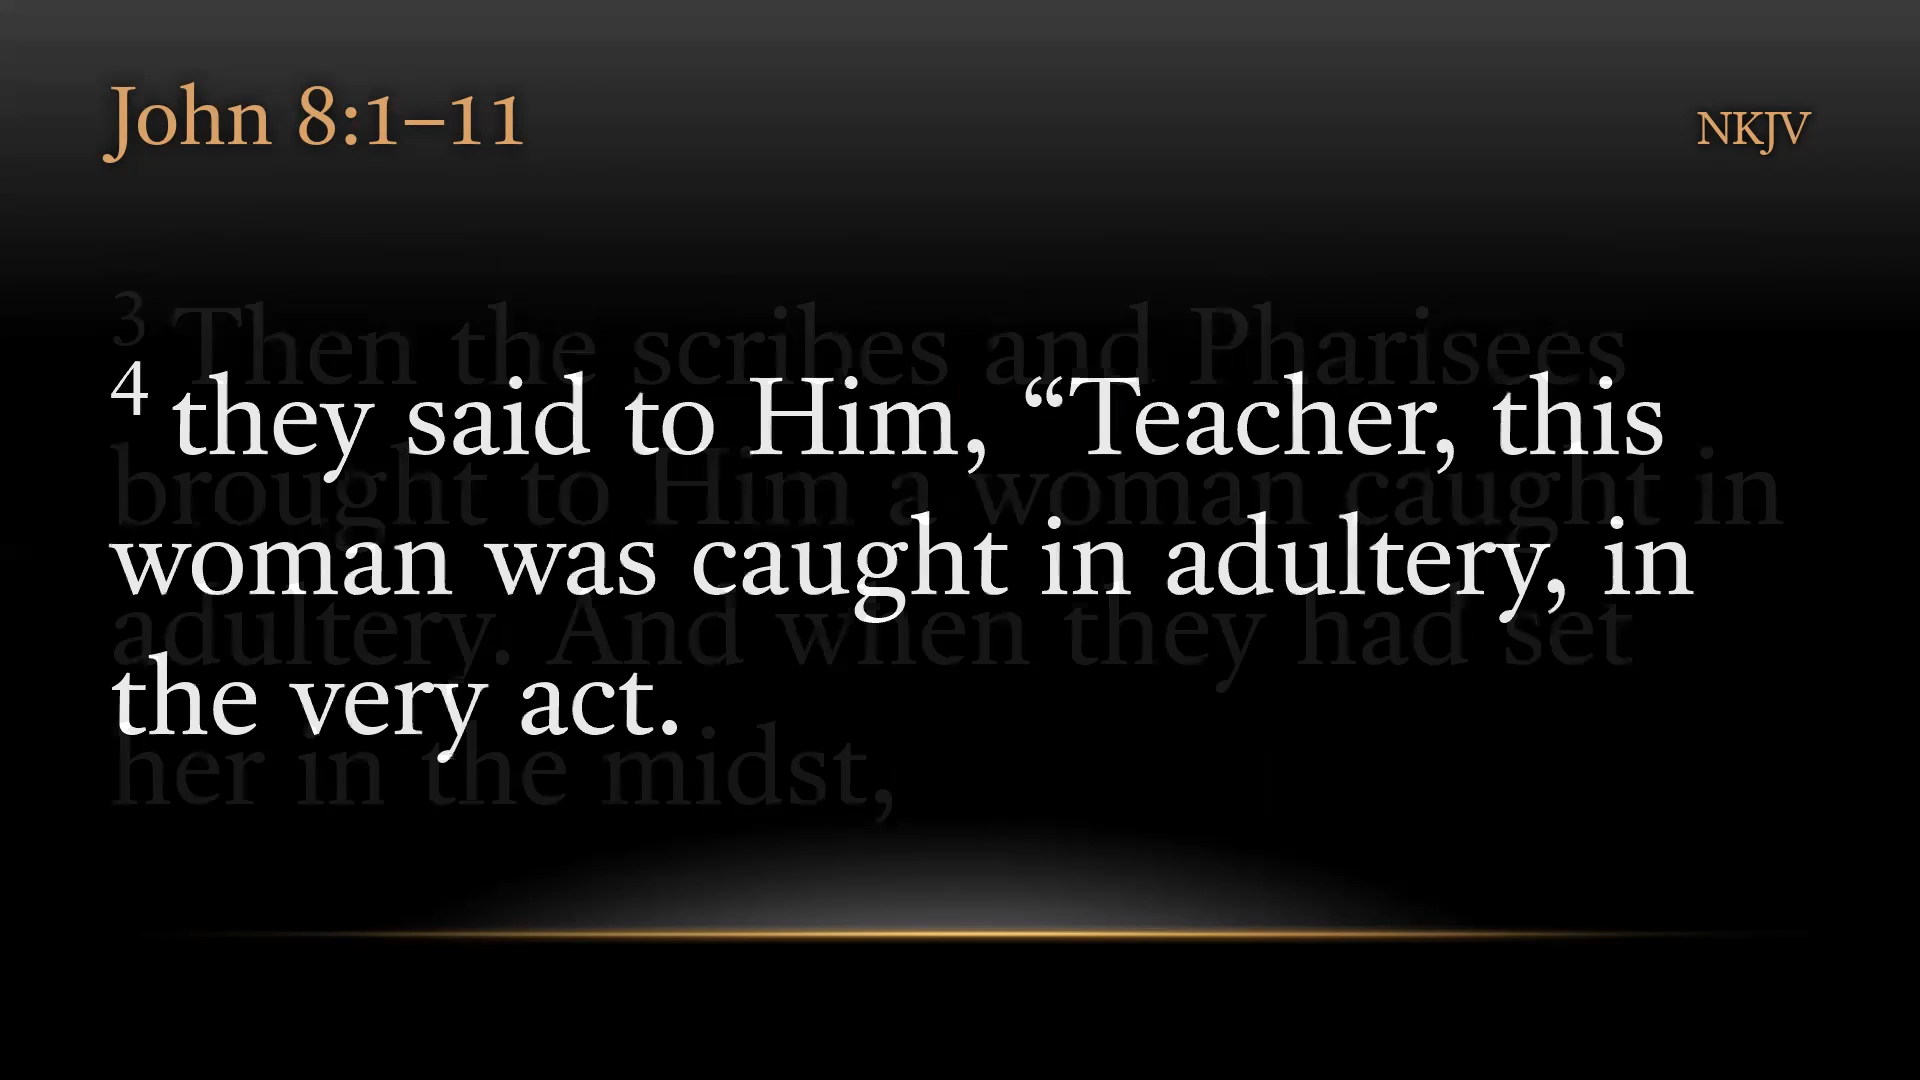 John 8:1–11
NKJV
3 Then the scribes and Pharisees
4 they said to Him, “Teacher, this
brought to Him a woman caught in
woman was caught in adultery, in
adultery. And when they had set
the very act.
her in the midst,